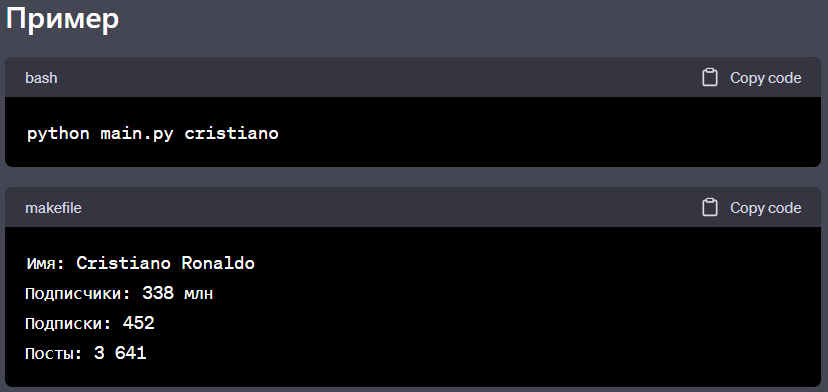 Пример
bash
Copy code
python main.py cristiano
makefile
Copy code
Имя: Cristiano Ronaldo
Подписчики: 338 млн
Подписки: 452
Посты: 3 641